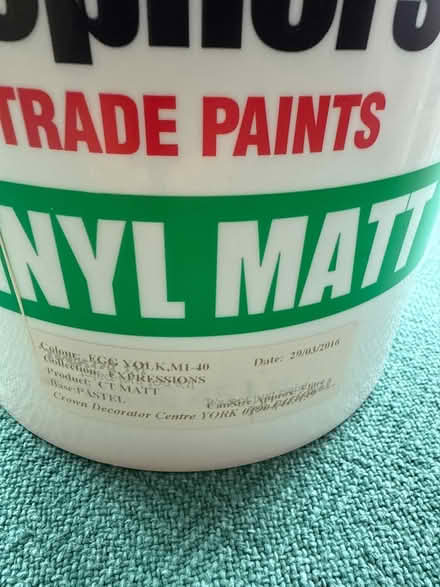 TRADE PAINTS
NYL MATT
Colour: EGG YOLK,M1-40 Date: 29/03/2016
Collection: EXPRESSIONS
Product: CT MATT
Base: PASTEL
Crown Decorator Centre YORK